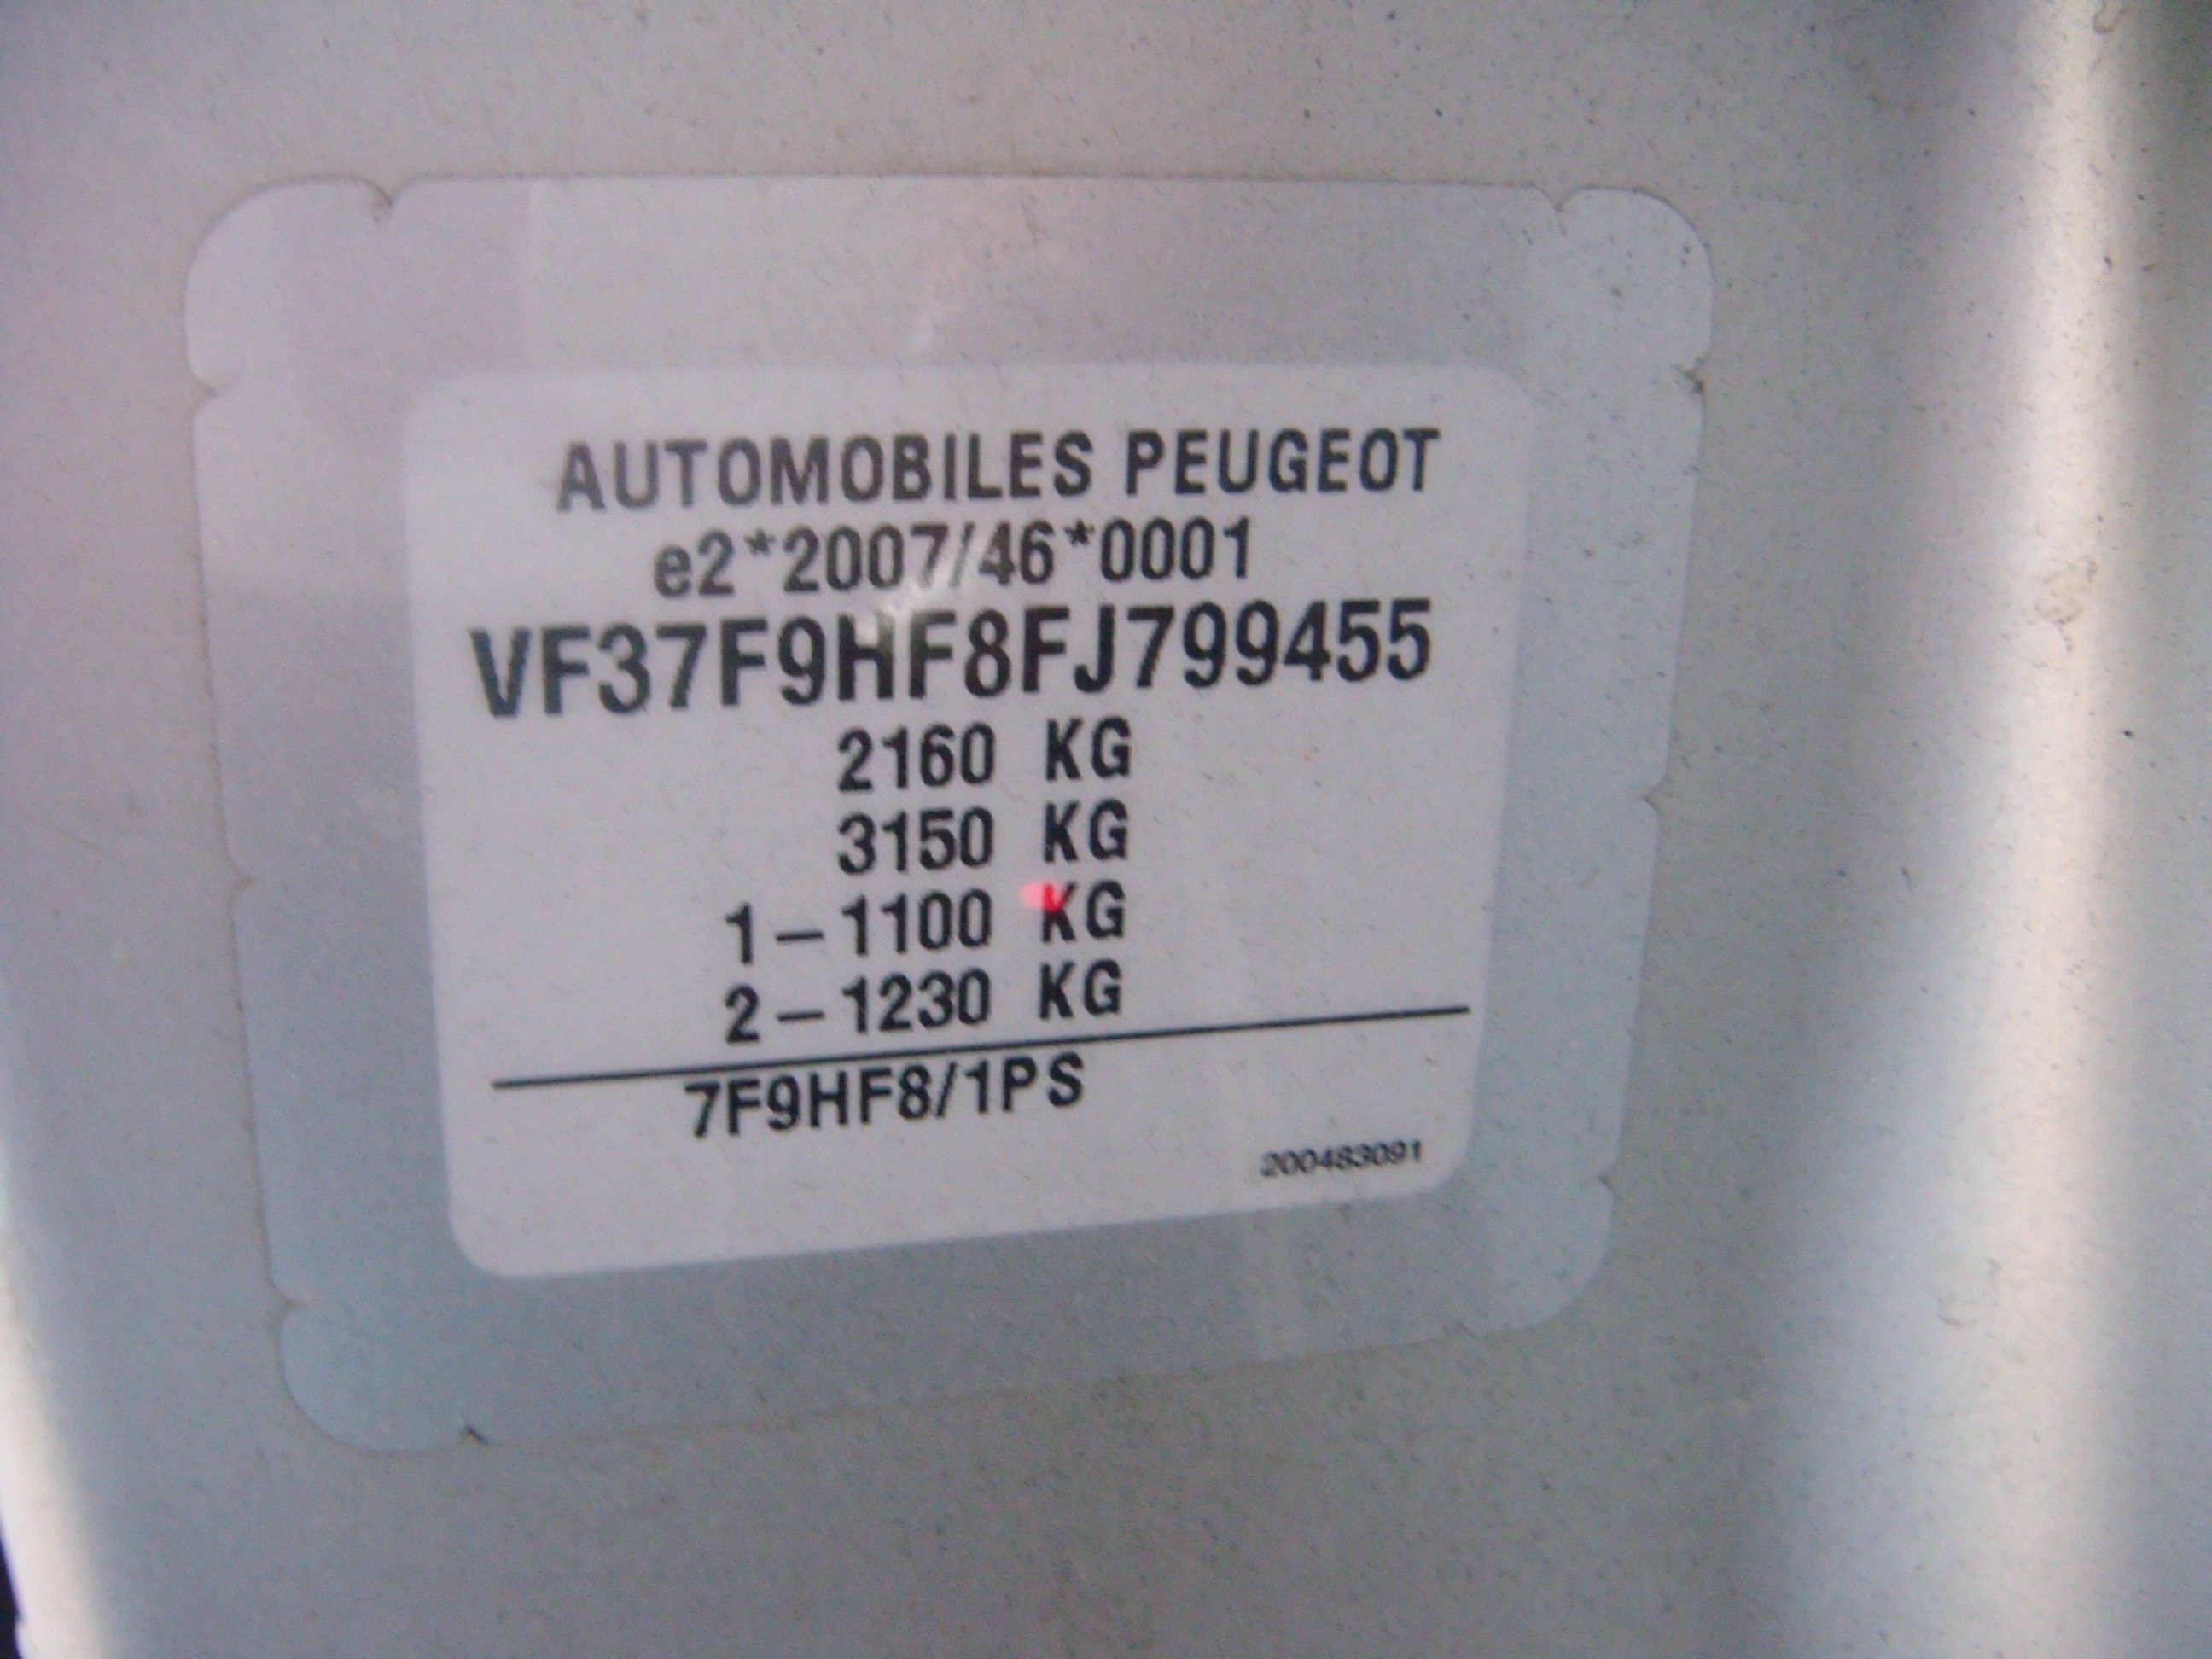 AUTOMOBILES PEUGEOT
e2*2007/46*0001
VF37F9HF8FJ799455
2160 KG
3150 KG
1–1100 KG
2–1230 KG
7F9HF8/1PS
200483091